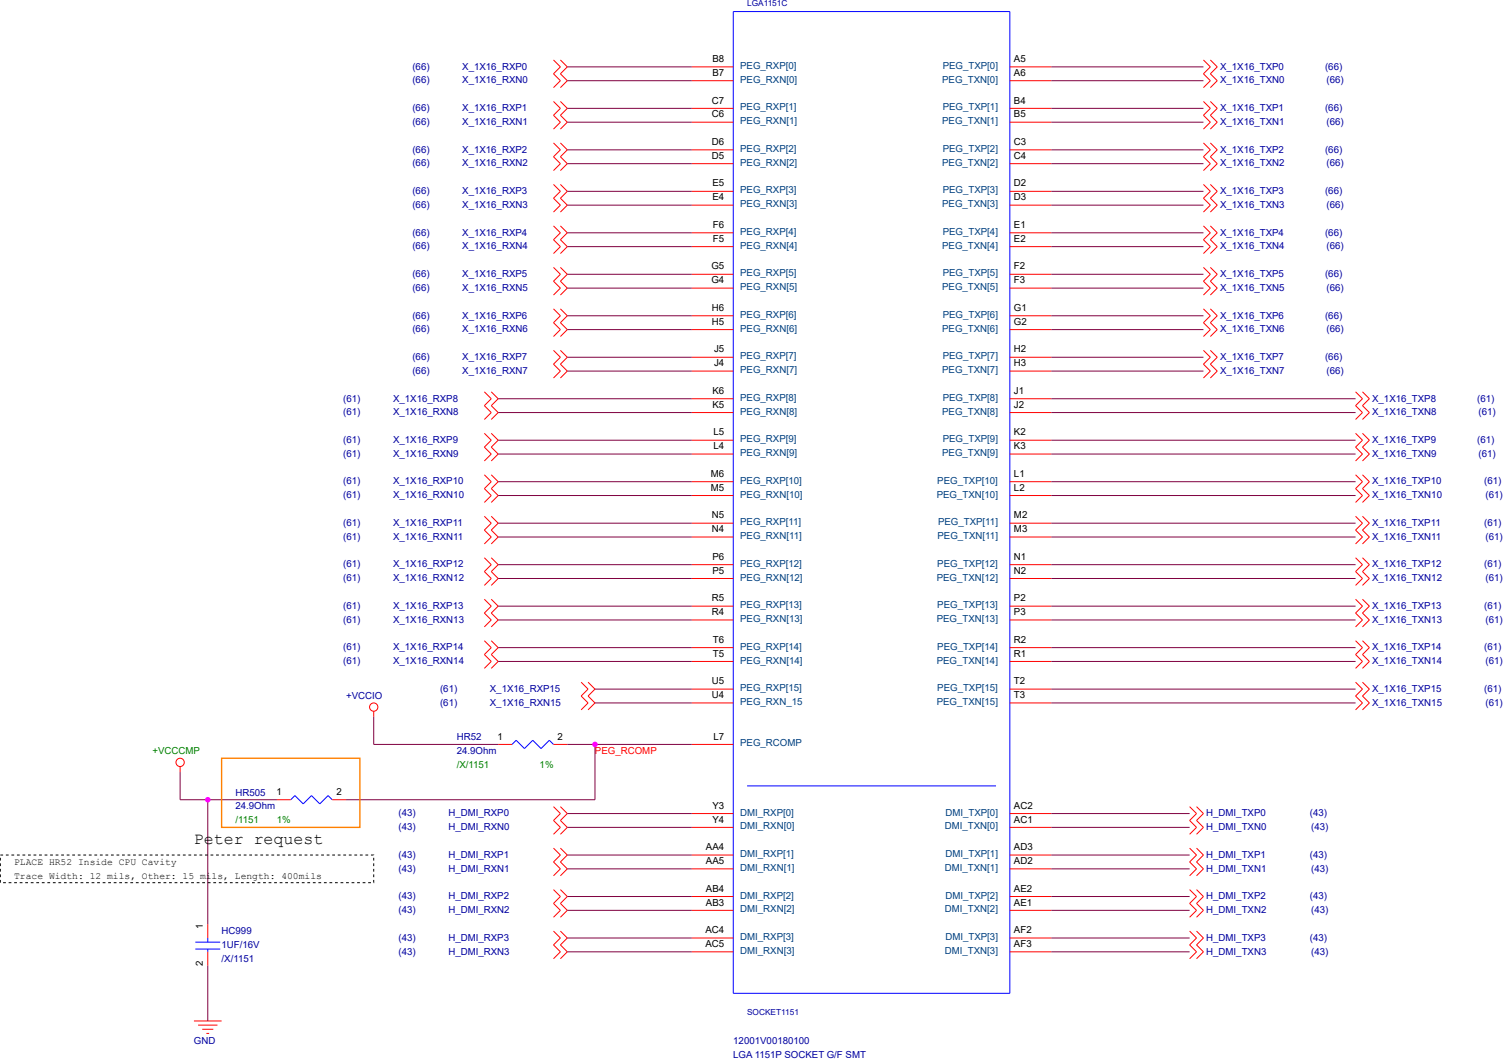 LGA1151C
(66) X_1X16_RXP0 B8 PEG_RXP[0] PEG_TXP[0] A5 X_1X16_TXP0 (66)
(66) X_1X16_RXN0 B7 PEG_RXN[0] PEG_TXN[0] A6 X_1X16_TXN0 (66)
(66) X_1X16_RXP1 C7 PEG_RXP[1] PEG_TXP[1] B4 X_1X16_TXP1 (66)
(66) X_1X16_RXN1 C6 PEG_RXN[1] PEG_TXN[1] B5 X_1X16_TXN1 (66)
(66) X_1X16_RXP2 D6 PEG_RXP[2] PEG_TXP[2] C3 X_1X16_TXP2 (66)
(66) X_1X16_RXN2 D5 PEG_RXN[2] PEG_TXN[2] C4 X_1X16_TXN2 (66)
(66) X_1X16_RXP3 E5 PEG_RXP[3] PEG_TXP[3] D2 X_1X16_TXP3 (66)
(66) X_1X16_RXN3 E4 PEG_RXN[3] PEG_TXN[3] D3 X_1X16_TXN3 (66)
(66) X_1X16_RXP4 F6 PEG_RXP[4] PEG_TXP[4] E1 X_1X16_TXP4 (66)
(66) X_1X16_RXN4 F5 PEG_RXN[4] PEG_TXN[4] E2 X_1X16_TXN4 (66)
(66) X_1X16_RXP5 G5 PEG_RXP[5] PEG_TXP[5] F2 X_1X16_TXP5 (66)
(66) X_1X16_RXN5 G4 PEG_RXN[5] PEG_TXN[5] F3 X_1X16_TXN5 (66)
(66) X_1X16_RXP6 H6 PEG_RXP[6] PEG_TXP[6] G1 X_1X16_TXP6 (66)
(66) X_1X16_RXN6 H5 PEG_RXN[6] PEG_TXN[6] G2 X_1X16_TXN6 (66)
(66) X_1X16_RXP7 J5 PEG_RXP[7] PEG_TXP[7] H2 X_1X16_TXP7 (66)
(66) X_1X16_RXN7 J4 PEG_RXN[7] PEG_TXN[7] H3 X_1X16_TXN7 (66)
(61) X_1X16_RXP8 K6 PEG_RXP[8] PEG_TXP[8] J1 X_1X16_TXP8 (61)
(61) X_1X16_RXN8 K5 PEG_RXN[8] PEG_TXN[8] J2 X_1X16_TXN8 (61)
(61) X_1X16_RXP9 L5 PEG_RXP[9] PEG_TXP[9] K2 X_1X16_TXP9 (61)
(61) X_1X16_RXN9 L4 PEG_RXN[9] PEG_TXN[9] K3 X_1X16_TXN9 (61)
(61) X_1X16_RXP10 M6 PEG_RXP[10] PEG_TXP[10] L1 X_1X16_TXP10 (61)
(61) X_1X16_RXN10 M5 PEG_RXN[10] PEG_TXN[10] L2 X_1X16_TXN10 (61)
(61) X_1X16_RXP11 N5 PEG_RXP[11] PEG_TXP[11] M2 X_1X16_TXP11 (61)
(61) X_1X16_RXN11 N4 PEG_RXN[11] PEG_TXN[11] M3 X_1X16_TXN11 (61)
(61) X_1X16_RXP12 P6 PEG_RXP[12] PEG_TXP[12] N1 X_1X16_TXP12 (61)
(61) X_1X16_RXN12 P5 PEG_RXN[12] PEG_TXN[12] N2 X_1X16_TXN12 (61)
(61) X_1X16_RXP13 R5 PEG_RXP[13] PEG_TXP[13] P2 X_1X16_TXP13 (61)
(61) X_1X16_RXN13 R4 PEG_RXN[13] PEG_TXN[13] P3 X_1X16_TXN13 (61)
(61) X_1X16_RXP14 T6 PEG_RXP[14] PEG_TXP[14] R2 X_1X16_TXP14 (61)
(61) X_1X16_RXN14 T5 PEG_RXN[14] PEG_TXN[14] R1 X_1X16_TXN14 (61)
(61) X_1X16_RXP15 U5 PEG_RXP[15] PEG_TXP[15] T2 X_1X16_TXP15 (61)
+VCCIO
(61) X_1X16_RXN15 U4 PEG_RXN_15 PEG_TXN[15] T3 X_1X16_TXN15 (61)
HR52 1 2 L7 PEG_RCOMP
+VCCCMP 24.9Ohm PEG_RCOMP
/X/1151 1%
HR505 1 2
24.9Ohm
/1151 1%
Peter request
PLACE HR52 Inside CPU Cavity
Trace Width: 12 mils, Other: 15 mils, Length: 400mils
(43) H_DMI_RXP0 Y3 DMI_RXP[0] DMI_TXP[0] AC2 H_DMI_TXP0 (43)
(43) H_DMI_RXN0 Y4 DMI_RXN[0] DMI_TXN[0] AC1 H_DMI_TXN0 (43)
(43) H_DMI_RXP1 AA4 DMI_RXP[1] DMI_TXP[1] AD3 H_DMI_TXP1 (43)
(43) H_DMI_RXN1 AA5 DMI_RXN[1] DMI_TXN[1] AD2 H_DMI_TXN1 (43)
(43) H_DMI_RXP2 AB4 DMI_RXP[2] DMI_TXP[2] AE2 H_DMI_TXP2 (43)
(43) H_DMI_RXN2 AB3 DMI_RXN[2] DMI_TXN[2] AE1 H_DMI_TXN2 (43)
(43) H_DMI_RXP3 AC4 DMI_RXP[3] DMI_TXP[3] AF2 H_DMI_TXP3 (43)
(43) H_DMI_RXN3 AC5 DMI_RXN[3] DMI_TXN[3] AF3 H_DMI_TXN3 (43)
1 HC999
1UF/16V
2 /X/1151
GND
SOCKET1151
12001V00180100
LGA 1151P SOCKET G/F SMT